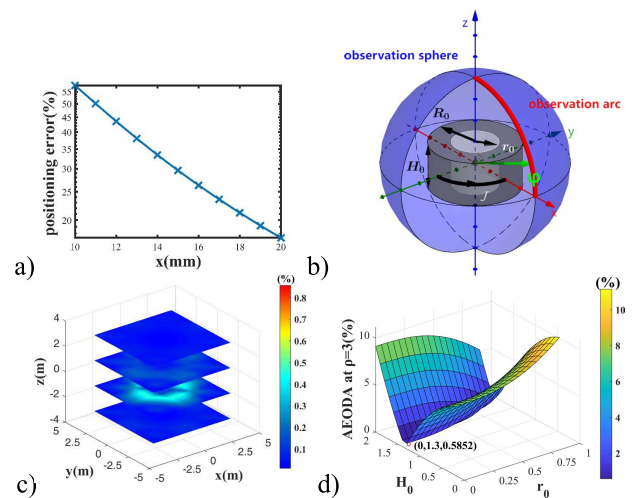 55
50
45
40
35
30
25
20
10
12
14
16
18
20
positioning error(%)
x(mm)
a)
z
observation sphere
observation arc
R₀
r₀
y
H₀
φ
J
x
b)
(%)
0.8
0.7
0.6
0.5
0.4
0.3
0.2
0.1
4
2
0
-2
-4
z(m)
5
2.5
0
-2.5
-5
y(m)
-5
-2.5
0
2.5
5
x(m)
c)
(%)
10
8
6
4
2
10
5
0
AEODA at ρ=3(%)
2
1.5
1
0.5
0
H₀
(0,1.3,0.5852)
0
0.25
0.5
0.75
1
r₀
d)